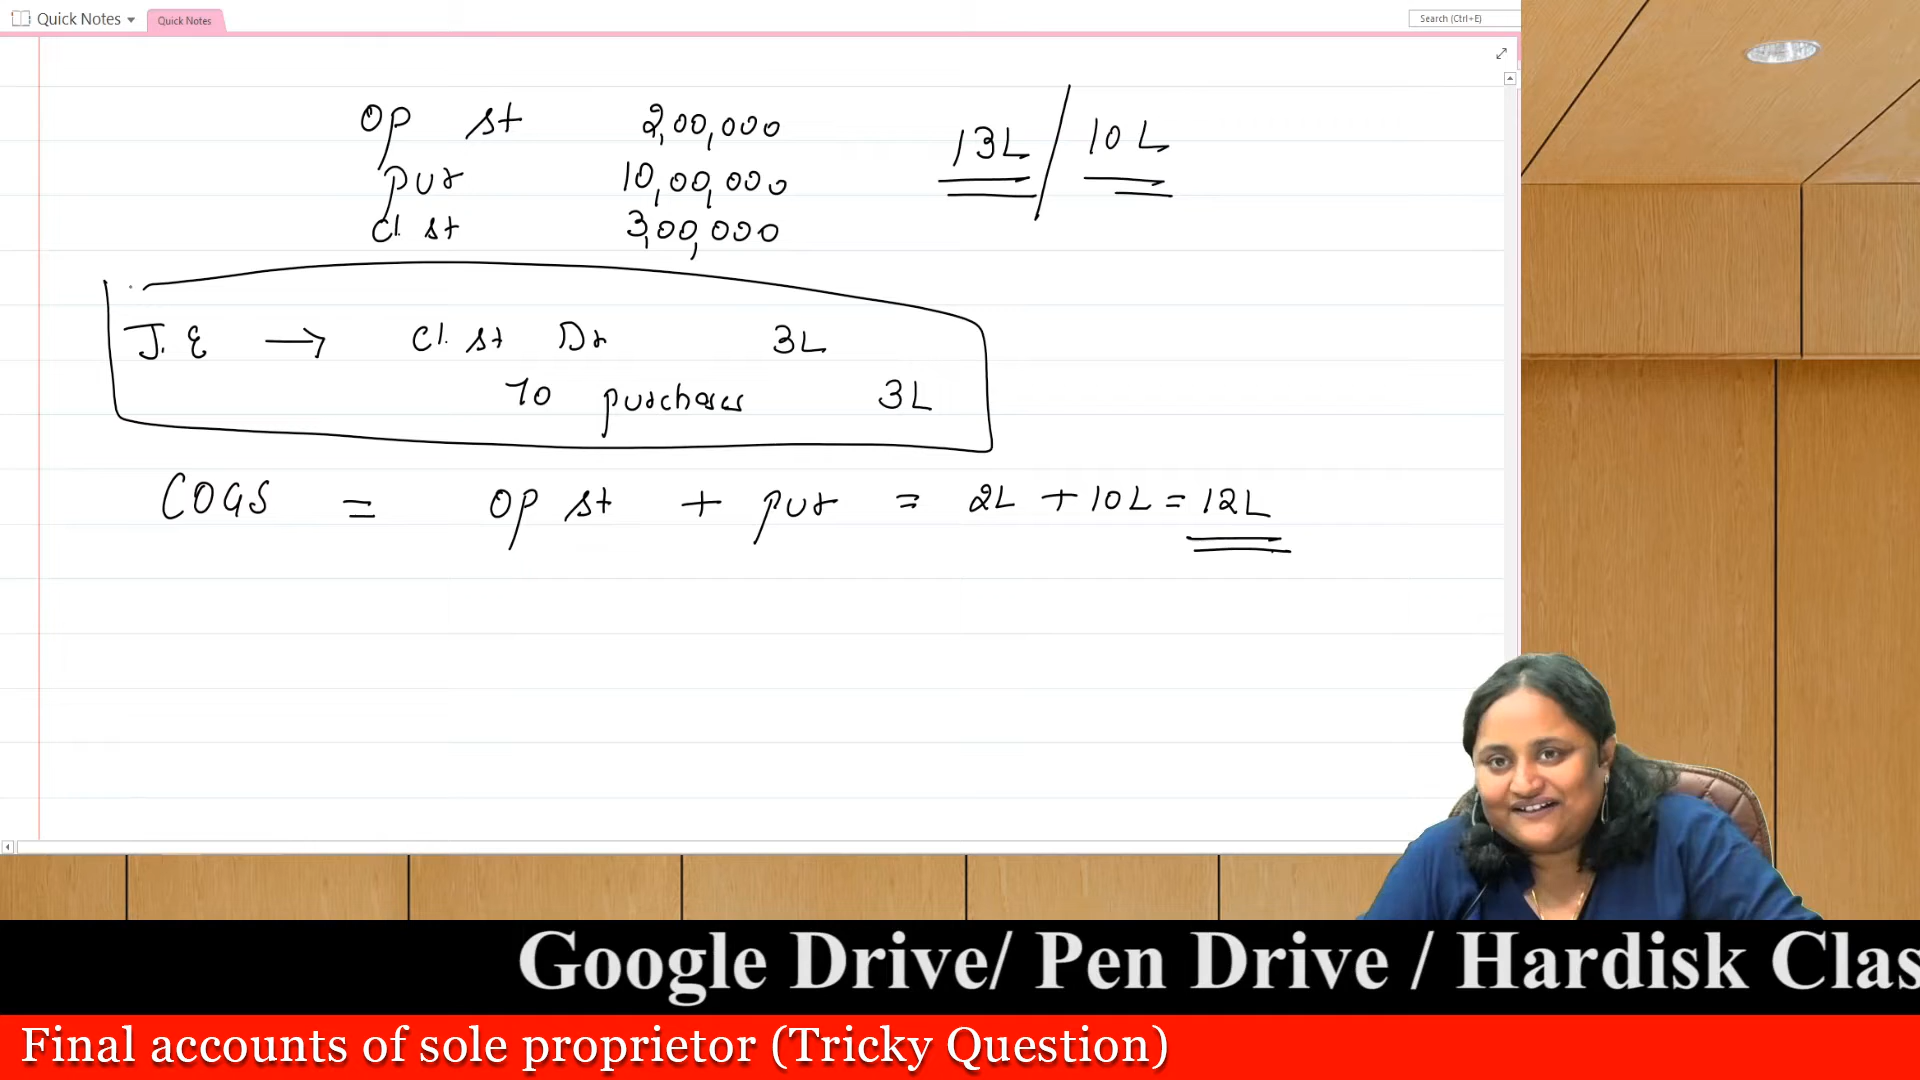 Quick Notes
Quick Notes
Search (Ctrl+E)
Op st 2,00,000
pur 10,00,000
Cl. st 3,00,000
13L / 10L
J.E → Cl. st Dr 3L
To purchases 3L
COGS = Op st + pur = 2L + 10L = 12L
Google Drive/ Pen Drive / Hardisk Clas
Final accounts of sole proprietor (Tricky Question)